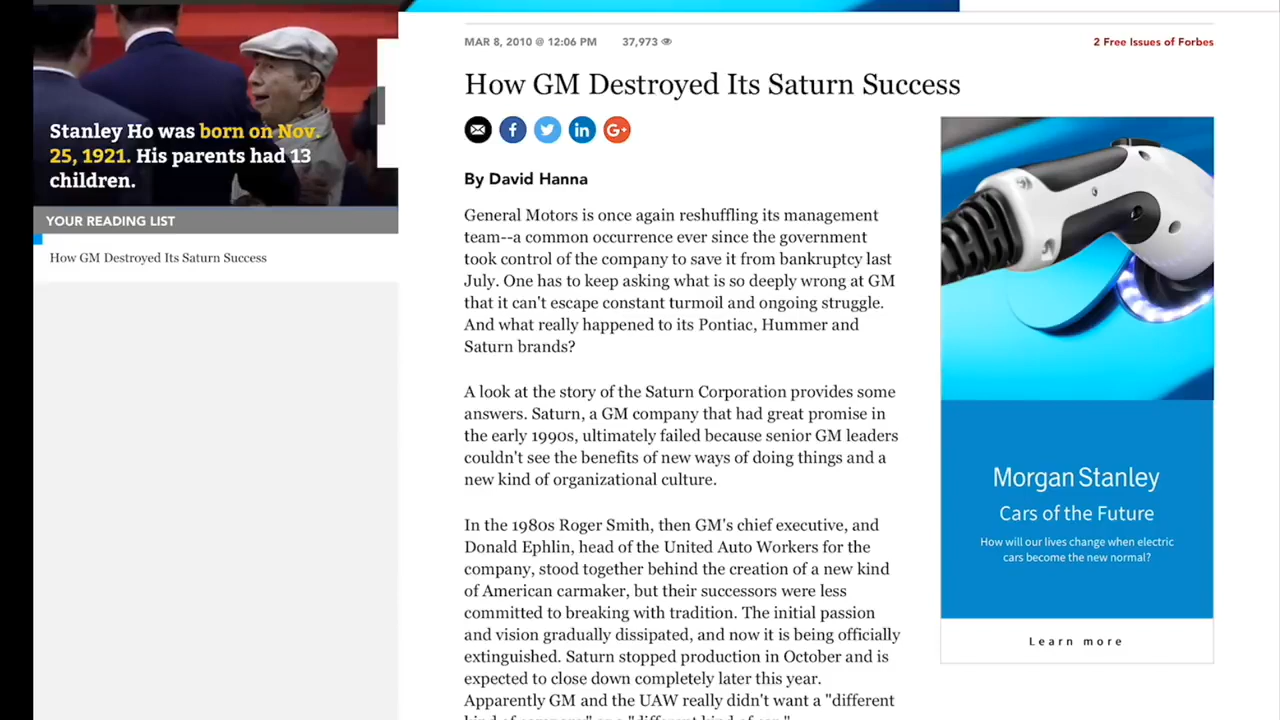 Stanley Ho was born on Nov.
25, 1921. His parents had 13
children.
YOUR READING LIST
How GM Destroyed Its Saturn Success
MAR 8, 2010 @ 12:06 PM 37,973
2 Free Issues of Forbes
How GM Destroyed Its Saturn Success
f in G+
By David Hanna
General Motors is once again reshuffling its management
team--a common occurrence ever since the government
took control of the company to save it from bankruptcy last
July. One has to keep asking what is so deeply wrong at GM
that it can't escape constant turmoil and ongoing struggle.
And what really happened to its Pontiac, Hummer and
Saturn brands?
A look at the story of the Saturn Corporation provides some
answers. Saturn, a GM company that had great promise in
the early 1990s, ultimately failed because senior GM leaders
couldn't see the benefits of new ways of doing things and a
new kind of organizational culture.
In the 1980s Roger Smith, then GM's chief executive, and
Donald Ephlin, head of the United Auto Workers for the
company, stood together behind the creation of a new kind
of American carmaker, but their successors were less
committed to breaking with tradition. The initial passion
and vision gradually dissipated, and now it is being officially
extinguished. Saturn stopped production in October and is
expected to close down completely later this year.
Apparently GM and the UAW really didn't want a "different
kind of company" or a "different kind of car."
Morgan Stanley
Cars of the Future
How will our lives change when electric
cars become the new normal?
Learn more